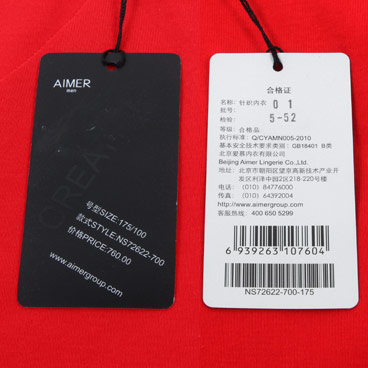 AIMER
号型SIZE:175/100
款式STYLE:NS72622-700
价格PRICE:760.00
www.aimergroup.com
合格证
名称: 针织内衣 0 1
批号:
检验: 5-52
等级: 合格品
执行标准: Q/CYAMN005-2010
基本安全技术要求类别: GB18401 B类
北京爱慕内衣有限公司
Beijing Aimer Lingerie Co.,Ltd.
地址: 北京市朝阳区望京高新技术产业开
发区利泽中园2区218-220号
电话: (010) 84776000
传真: (010) 64392004
www.aimergroup.com
客服热线: 400 650 5299
6 939263 107604
NS72622-700-175